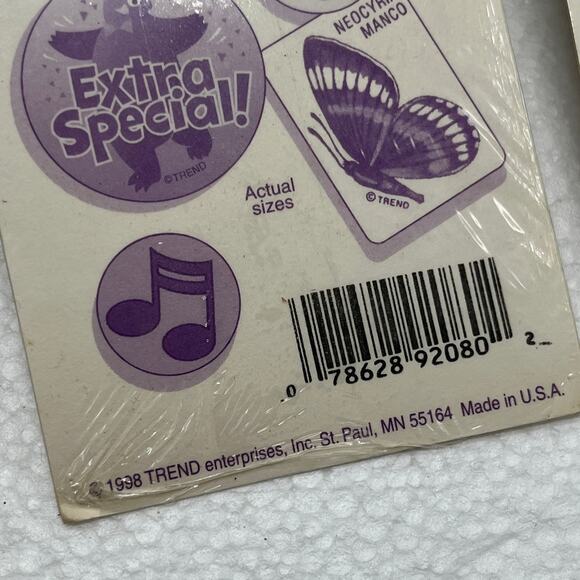 Extra
Special!
©TREND
MANCO
© TREND
Actual
sizes
0 78628 92080 2
© 1998 TREND enterprises, Inc. St. Paul, MN 55164 Made in U.S.A.